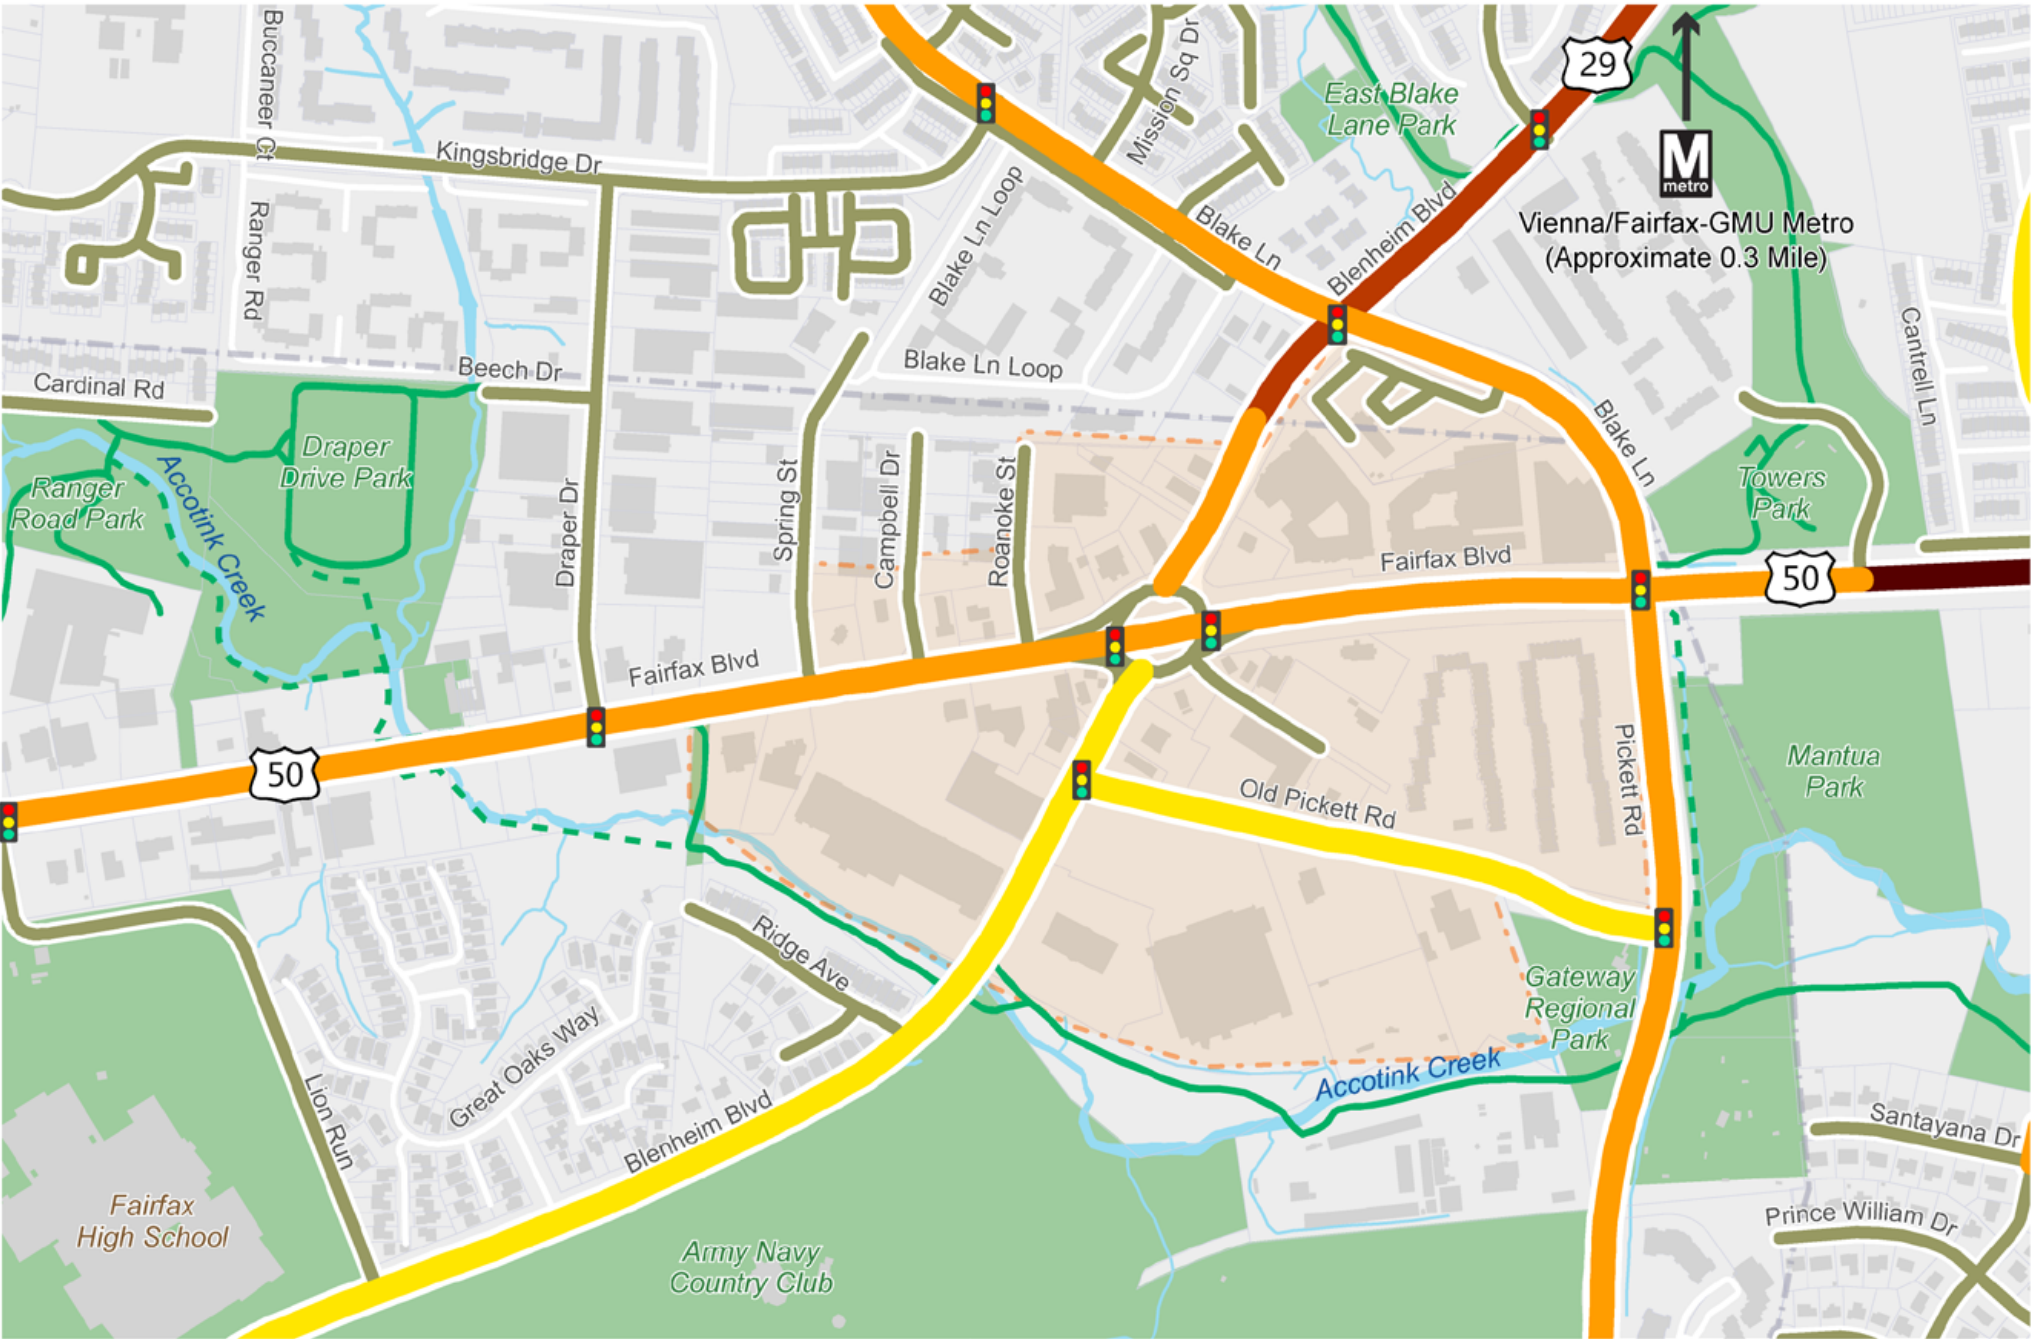 Buccaneer Ct
Mission Sq Dr
29
East Blake
Lane Park
M
metro
Vienna/Fairfax-GMU Metro
(Approximate 0.3 Mile)
Kingsbridge Dr
Ranger Rd
Blake Ln Loop
Blake Ln
Blenheim Blvd
Cantrell Ln
Cardinal Rd
Beech Dr
Blake Ln Loop
Blake Ln
Draper
Drive Park
Ranger
Road Park
Accotink Creek
Draper Dr
Spring St
Campbell Dr
Roanoke St
Towers
Park
Fairfax Blvd
50
Fairfax Blvd
50
Pickett Rd
Mantua
Park
Old Pickett Rd
Ridge Ave
Gateway
Regional
Park
Great Oaks Way
Lion Run
Blenheim Blvd
Accotink Creek
Santayana Dr
Fairfax
High School
Prince William Dr
Army Navy
Country Club